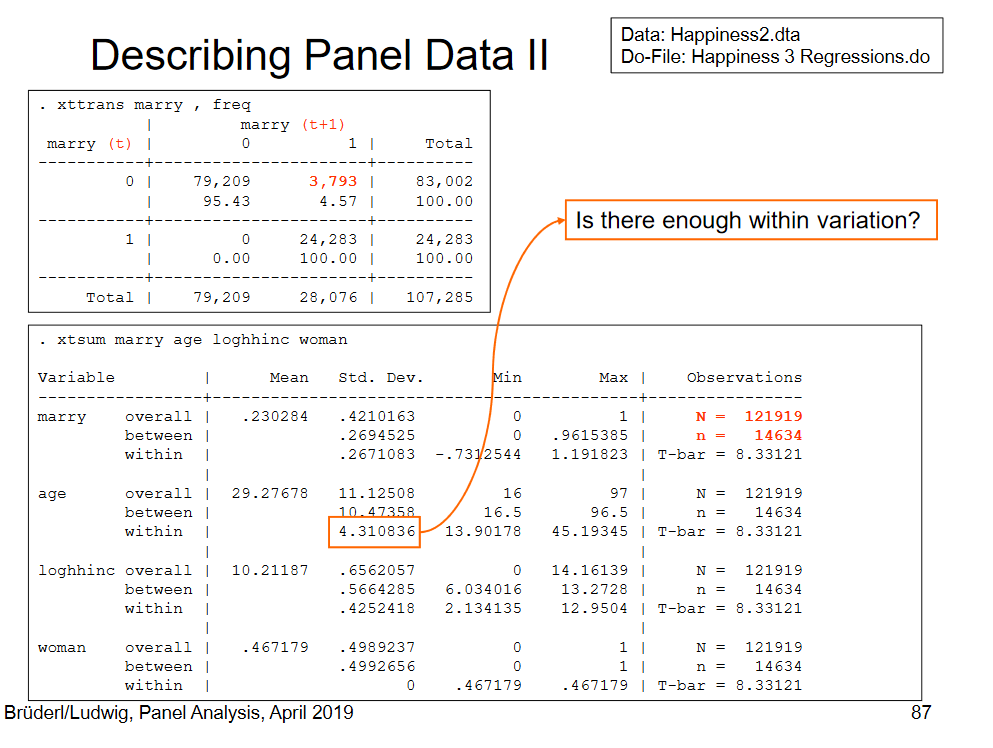 Describing Panel Data II
Data: Happiness2.dta
Do-File: Happiness 3 Regressions.do
. xttrans marry , freq
           |      marry (t+1)
 marry (t) |         0          1 |     Total
-----------+----------------------+----------
         0 |    79,209      3,793 |    83,002
           |     95.43       4.57 |    100.00
-----------+----------------------+----------
         1 |         0     24,283 |    24,283
           |      0.00     100.00 |    100.00
-----------+----------------------+----------
     Total |    79,209     28,076 |   107,285
Is there enough within variation?
. xtsum marry age loghhinc woman
Variable         |      Mean   Std. Dev.       Min        Max |    Observations
-----------------+--------------------------------------------+----------------
marry    overall |   .230284   .4210163          0          1 |     N =  121919
         between |             .2694525          0   .9615385 |     n =   14634
         within  |             .2671083  -.7312544   1.191823 | T-bar = 8.33121
                 |                                            |
age      overall |  29.27678   11.12508         16         97 |     N =  121919
         between |             10.47358       16.5       96.5 |     n =   14634
         within  |             4.310836   13.90178   45.19345 | T-bar = 8.33121
                 |                                            |
loghhinc overall |  10.21187   .6562057          0   14.16139 |     N =  121919
         between |             .5664285   6.034016    13.2728 |     n =   14634
         within  |             .4252418   2.134135    12.9504 | T-bar = 8.33121
                 |                                            |
woman    overall |   .467179   .4989237          0          1 |     N =  121919
         between |             .4992656          0          1 |     n =   14634
         within  |                    0    .467179    .467179 | T-bar = 8.33121
Brüderl/Ludwig, Panel Analysis, April 2019
87